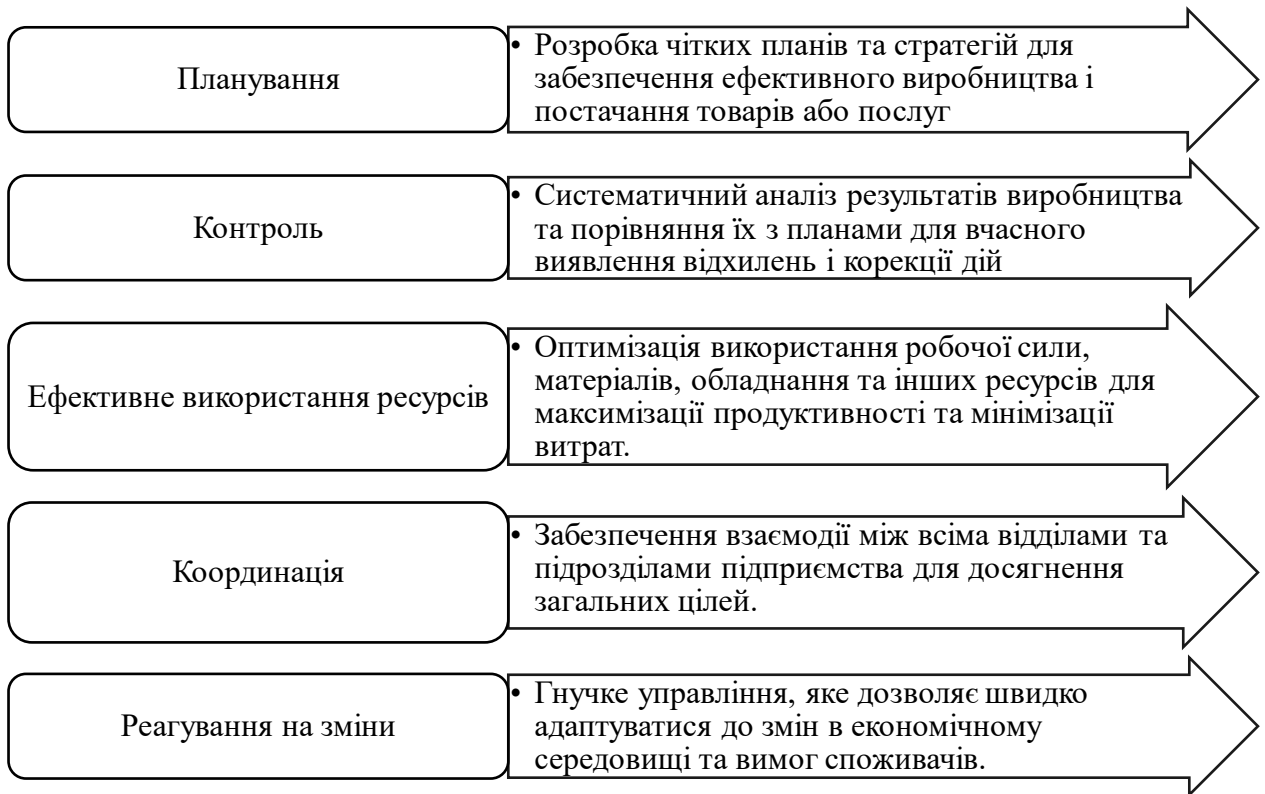 Планування
• Розробка чітких планів та стратегій для
забезпечення ефективного виробництва і
постачання товарів або послуг
Контроль
• Систематичний аналіз результатів виробництва
та порівняння їх з планами для вчасного
виявлення відхилень і корекції дій
Ефективне використання ресурсів
• Оптимізація використання робочої сили,
матеріалів, обладнання та інших ресурсів для
максимізації продуктивності та мінімізації
витрат.
Координація
• Забезпечення взаємодії між всіма відділами та
підрозділами підприємства для досягнення
загальних цілей.
Реагування на зміни
• Гнучке управління, яке дозволяє швидко
адаптуватися до змін в економічному
середовищі та вимог споживачів.